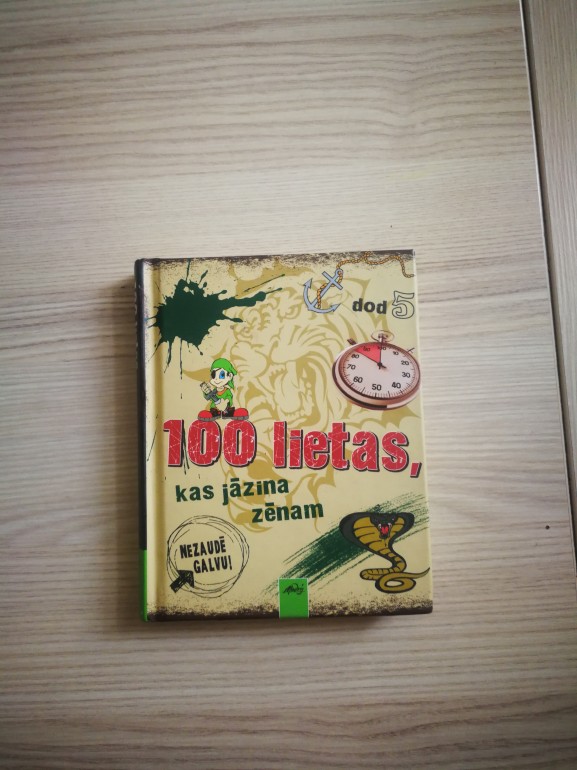 dod 5
100 lietas,
kas jāzina
zēnam
NEZAUDĒ
GALVU!